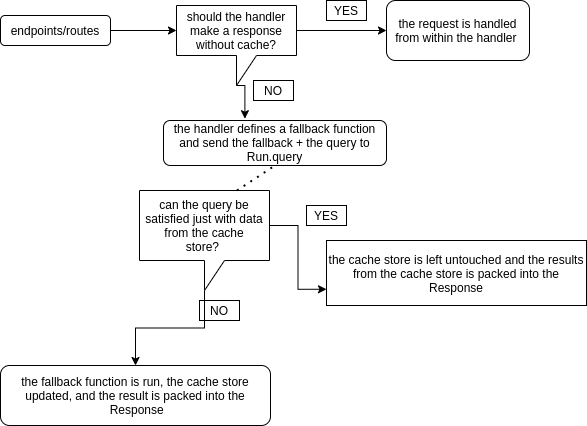 endpoints/routes
should the handler
make a response
without cache?
YES
the request is handled
from within the handler
NO
the handler defines a fallback function
and send the fallback + the query to
Run.query
can the query be
satisfied just with data
from the cache
store?
YES
the cache store is left untouched and the results
from the cache store is packed into the
Response
NO
the fallback function is run, the cache store
updated, and the result is packed into the
Response